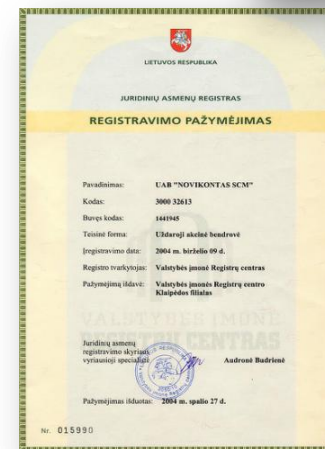 LIETUVOS RESPUBLIKA
JURIDINIŲ ASMENŲ REGISTRAS
REGISTRAVIMO PAŽYMĖJIMAS
Pavadinimas: UAB "NOVIKONTAS SCM"
Kodas: 3000 32613
Buvęs kodas: 1441945
Teisinė forma: Uždaroji akcinė bendrovė
Įregistravimo data: 2004 m. birželio 09 d.
Registro tvarkytojas: Valstybės įmonė Registrų centras
Pažymėjimą išdavė: Valstybės įmonės Registrų centro
Klaipėdos filialas
VALSTYBĖS ĮMONĖ
REGISTRŲ CENTRAS
Juridinių asmenų
registravimo skyriaus
vyriausioji specialistė Audronė Budrienė
Pažymėjimas išduotas: 2004 m. spalio 27 d.
Nr. 015990